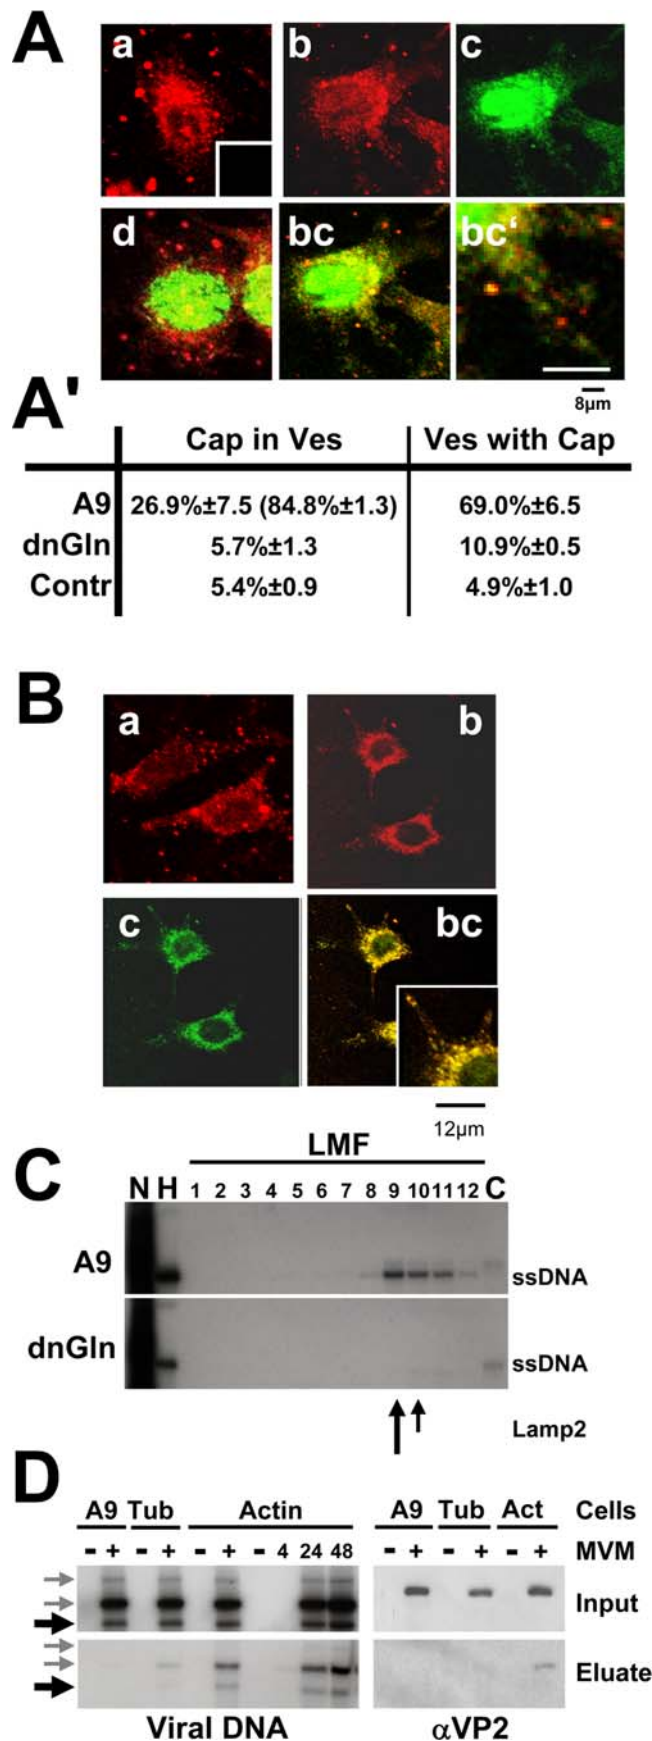 A
a
b
c
d
bc
bc‘
8µm
A'
Cap in Ves
Ves with Cap
A9
26.9%±7.5 (84.8%±1.3)
69.0%±6.5
dnGln
5.7%±1.3
10.9%±0.5
Contr
5.4%±0.9
4.9%±1.0
B
a
b
c
bc
12µm
C
LMF
N H 1 2 3 4 5 6 7 8 9 10 11 12 C
A9
ssDNA
dnGln
ssDNA
Lamp2
D
A9 Tub Actin
A9 Tub Act Cells
- + - + - + - 4 24 48
- + - + - + MVM
Input
Eluate
Viral DNA
αVP2